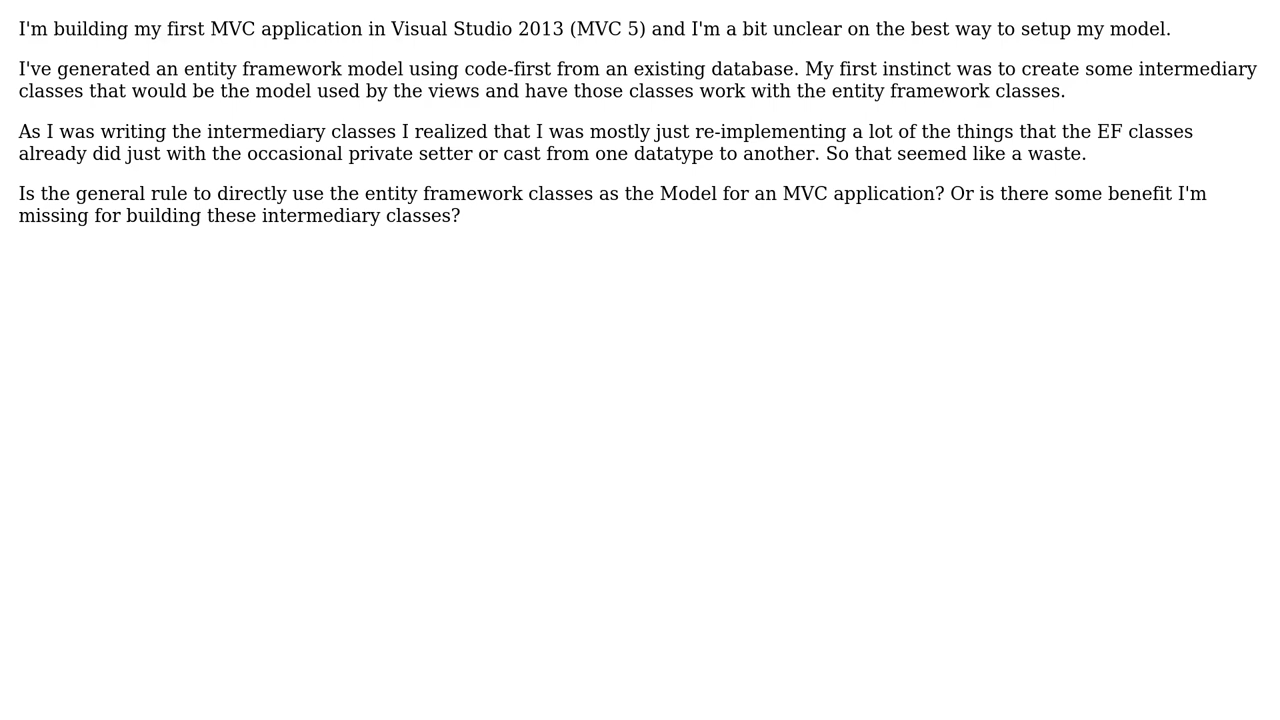 I'm building my first MVC application in Visual Studio 2013 (MVC 5) and I'm a bit unclear on the best way to setup my model.
I've generated an entity framework model using code-first from an existing database. My first instinct was to create some intermediary
classes that would be the model used by the views and have those classes work with the entity framework classes.
As I was writing the intermediary classes I realized that I was mostly just re-implementing a lot of the things that the EF classes
already did just with the occasional private setter or cast from one datatype to another. So that seemed like a waste.
Is the general rule to directly use the entity framework classes as the Model for an MVC application? Or is there some benefit I'm
missing for building these intermediary classes?